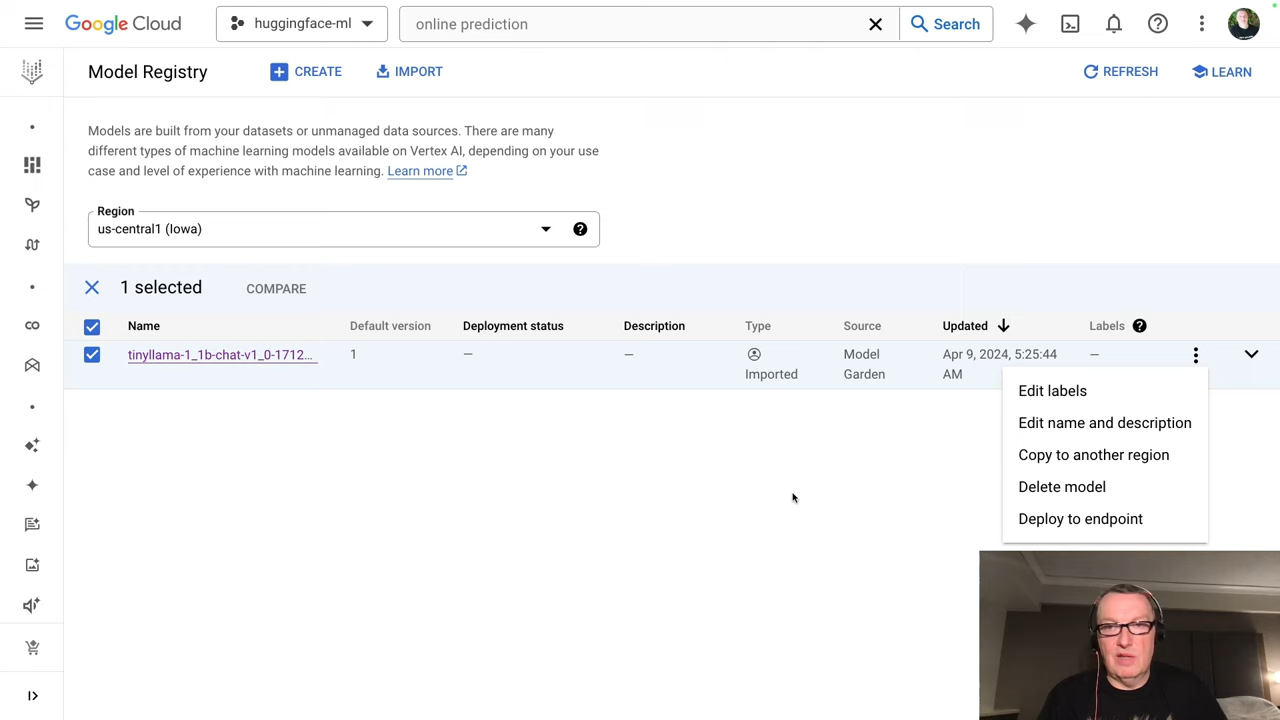 Google Cloud
huggingface-ml
online prediction
Search
Model Registry
CREATE
IMPORT
REFRESH
LEARN
Models are built from your datasets or unmanaged data sources. There are many
different types of machine learning models available on Vertex AI, depending on your use
case and level of experience with machine learning. Learn more
Region
us-central1 (Iowa)
1 selected
COMPARE
Name
Default version
Deployment status
Description
Type
Source
Updated
Labels
tinyllama-1_1b-chat-v1_0-1712...
1
—
—
Imported
Model
Garden
Apr 9, 2024, 5:25:44
AM
—
Edit labels
Edit name and description
Copy to another region
Delete model
Deploy to endpoint